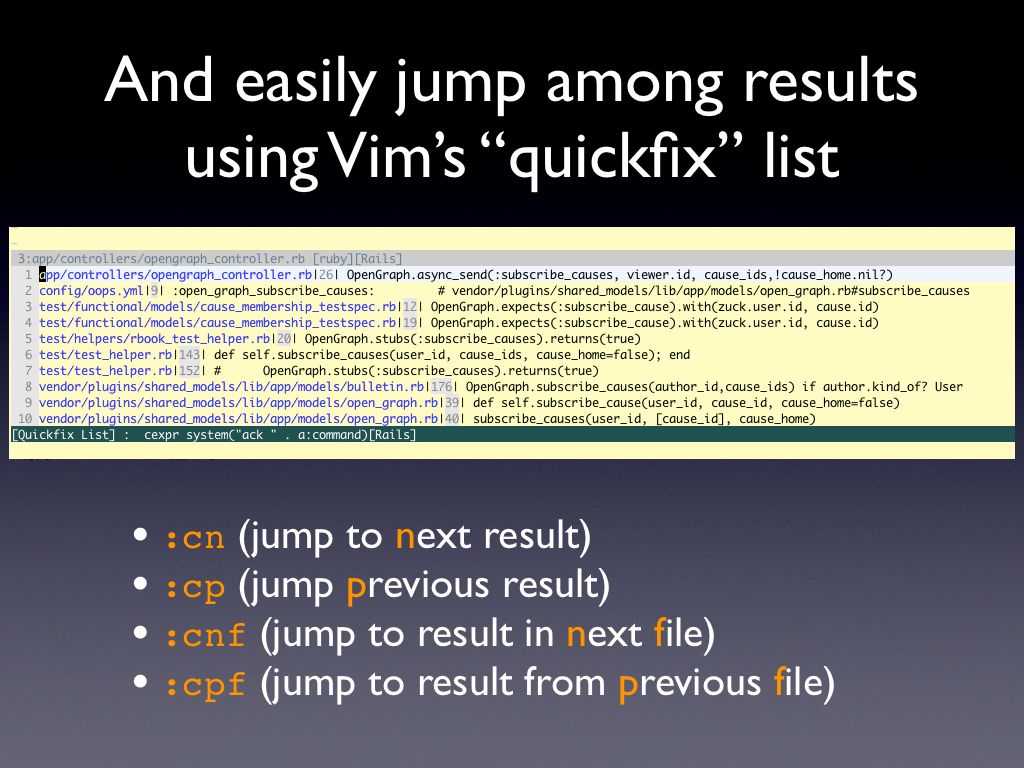 And easily jump among results
using Vim’s “quickfix” list
~
~
3:app/controllers/opengraph_controller.rb [ruby][Rails]
1 app/controllers/opengraph_controller.rb|26| OpenGraph.async_send(:subscribe_causes, viewer.id, cause_ids,!cause_home.nil?)
2 config/oops.yml|9| :open_graph_subscribe_causes: # vendor/plugins/shared_models/lib/app/models/open_graph.rb#subscribe_causes
3 test/functional/models/cause_membership_testspec.rb|12| OpenGraph.expects(:subscribe_cause).with(zuck.user.id, cause.id)
4 test/functional/models/cause_membership_testspec.rb|19| OpenGraph.expects(:subscribe_cause).with(zuck.user.id, cause.id)
5 test/helpers/rbook_test_helper.rb|20| OpenGraph.stubs(:subscribe_causes).returns(true)
6 test/test_helper.rb|143| def self.subscribe_causes(user_id, cause_ids, cause_home=false); end
7 test/test_helper.rb|152| # OpenGraph.stubs(:subscribe_causes).returns(true)
8 vendor/plugins/shared_models/lib/app/models/bulletin.rb|176| OpenGraph.subscribe_causes(author_id,cause_ids) if author.kind_of? User
9 vendor/plugins/shared_models/lib/app/models/open_graph.rb|39| def self.subscribe_cause(user_id, cause_id, cause_home=false)
10 vendor/plugins/shared_models/lib/app/models/open_graph.rb|40| subscribe_causes(user_id, [cause_id], cause_home)
[Quickfix List] : cexpr system("ack " . a:command)[Rails]
• :cn (jump to next result)
• :cp (jump previous result)
• :cnf (jump to result in next file)
• :cpf (jump to result from previous file)